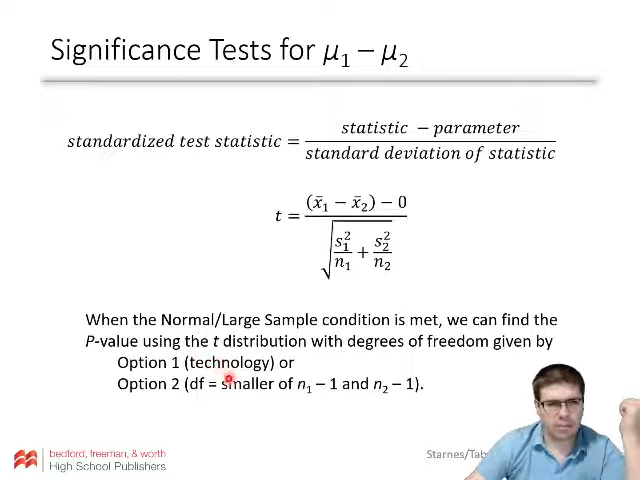 Significance Tests for μ₁ – μ₂
standardized test statistic = statistic − parameter / standard deviation of statistic
t = (x̄₁ − x̄₂) − 0 / √(s₁²/n₁ + s₂²/n₂)
When the Normal/Large Sample condition is met, we can find the
P-value using the t distribution with degrees of freedom given by
Option 1 (technology) or
Option 2 (df = smaller of n₁ – 1 and n₂ – 1).
bedford, freeman, & worth
High School Publishers
Starnes/Tab